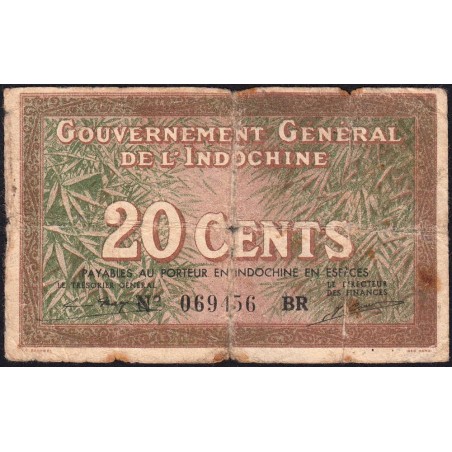 GOUVERNEMENT GÉNÉRAL
DE L'INDOCHINE
20 CENTS
PAYABLES AU PORTEUR EN INDOCHINE EN ESPÈCES
LE TRÉSORIER GÉNÉRAL
LE DIRECTEUR
DES FINANCES
Nº 069456 BR